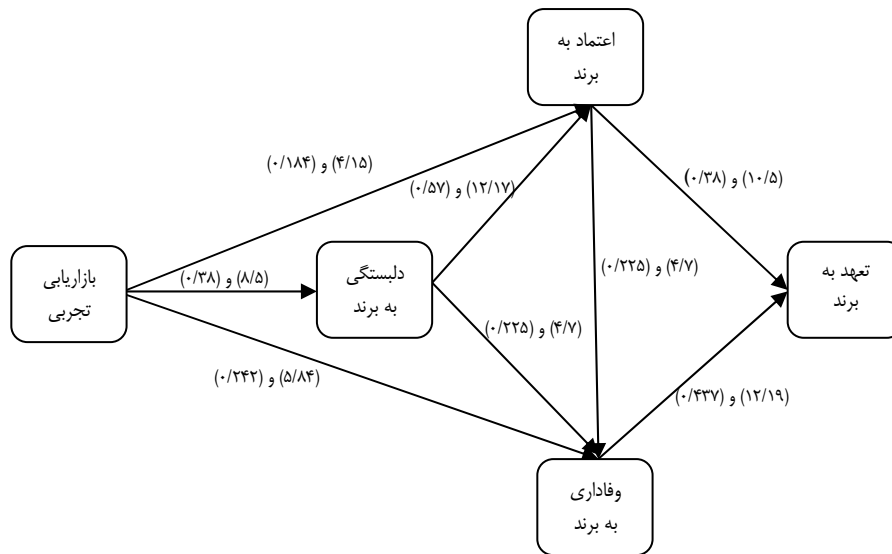 اعتماد به
برند
(۰/۱۸۴) و (۴/۱۵)
(۰/۵۷) و (۱۲/۱۷)
(۰/۳۸) و (۱۰/۵)
بازاریابی
تجربی
(۰/۳۸) و (۸/۵)
دلبستگی
به برند
(۰/۲۲۵) و (۴/۷)
تعهد به
برند
(۰/۲۲۵) و (۴/۷)
(۰/۲۴۲) و (۵/۸۴)
(۰/۴۳۷) و (۱۲/۱۹)
وفاداری
به برند